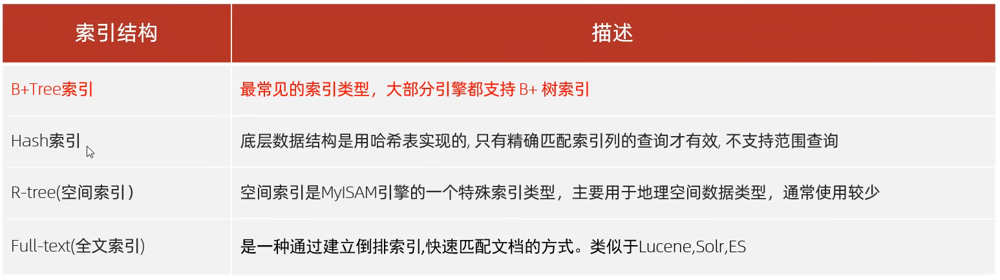 索引结构 描述
B+Tree索引 最常见的索引类型，大部分引擎都支持 B+ 树索引
Hash索引 底层数据结构是用哈希表实现的, 只有精确匹配索引列的查询才有效, 不支持范围查询
R-tree(空间索引） 空间索引是MyISAM引擎的一个特殊索引类型，主要用于地理空间数据类型，通常使用较少
Full-text(全文索引) 是一种通过建立倒排索引,快速匹配文档的方式。类似于Lucene,Solr,ES